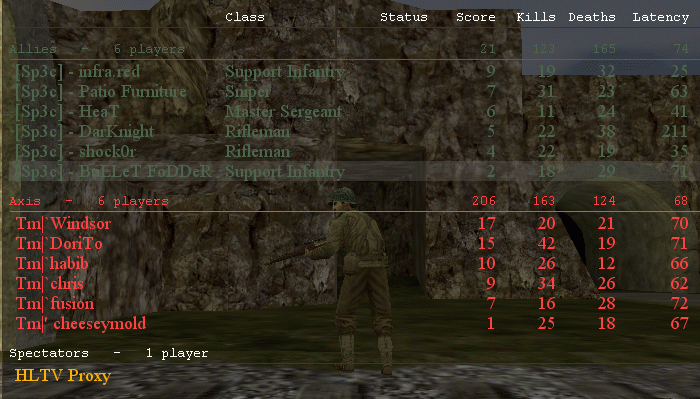 Class Status Score Kills Deaths Latency
Allies - 6 players 21 123 165 74
[Sp3c] - infra.red Support Infantry 9 19 32 25
[Sp3c] - Patio Furniture Sniper 7 31 23 63
[Sp3c] - HeaT Master Sergeant 6 11 24 41
[Sp3c] - DarKnight Rifleman 5 22 38 211
[Sp3c] - shock0r Rifleman 4 22 19 35
[Sp3c] - BuLLeT FoDDeR Support Infantry 2 18 29 71
Axis - 6 players 206 163 124 68
Tm|`Windsor 17 20 21 70
Tm|`DoriTo 15 42 19 71
Tm|`habib 10 26 12 66
Tm|`chris 9 34 26 62
Tm|`fusion 7 16 28 72
Tm|' cheeseymold 1 25 18 67
Spectators - 1 player
HLTV Proxy